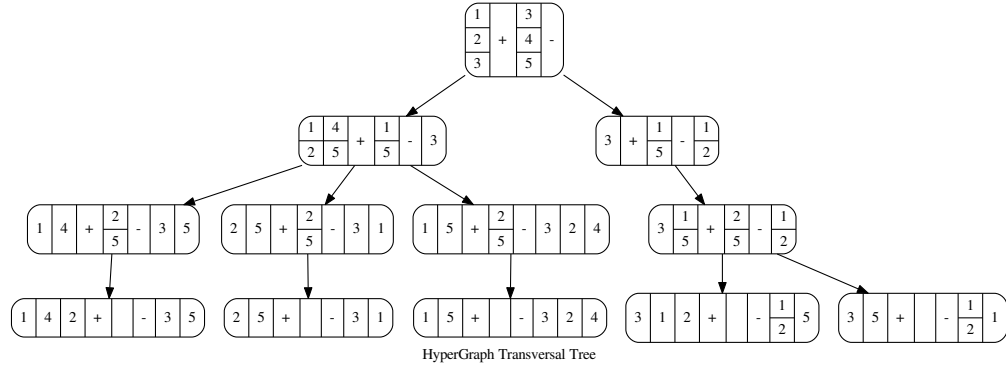 1 3
2 + 4 -
3 5
1 4 + 1 - 3
2 5 5
3 + 1 - 1
5 2
1 4 + 2 - 3 5
5
2 5 + 2 - 3 1
5
1 5 + 2 - 3 2 4
5
3 1 + 2 - 1
5 5 2
1 4 2 + - 3 5
2 5 + - 3 1
1 5 + - 3 2 4
3 1 2 + - 1 5
2
3 5 + - 1 1
2
HyperGraph Transversal Tree